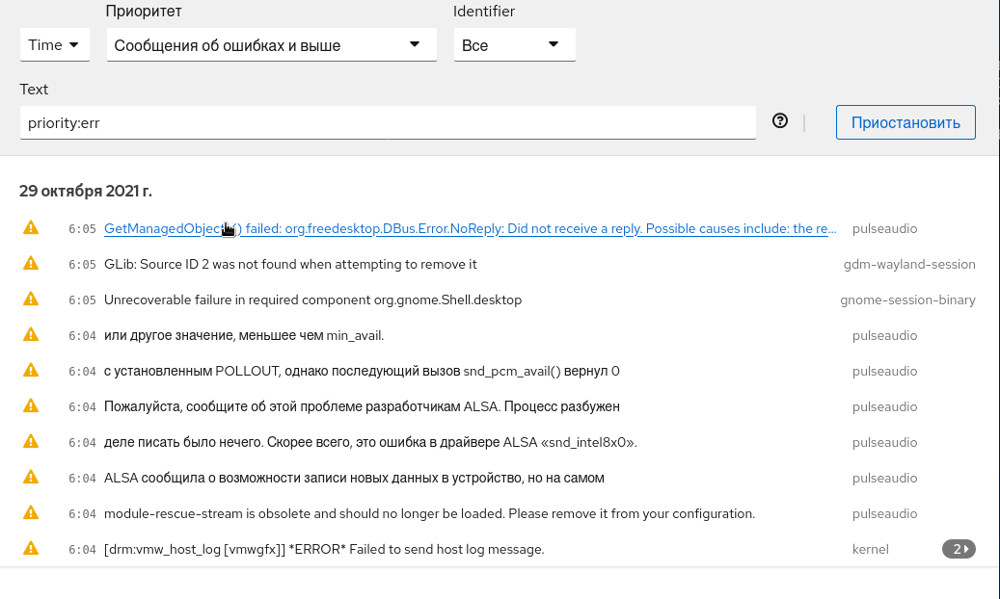 Приоритет Identifier
Time Сообщения об ошибках и выше Все
Text
priority:err Приостановить
29 октября 2021 г.
6:05 GetManagedObjects() failed: org.freedesktop.DBus.Error.NoReply: Did not receive a reply. Possible causes include: the re... pulseaudio
6:05 GLib: Source ID 2 was not found when attempting to remove it gdm-wayland-session
6:05 Unrecoverable failure in required component org.gnome.Shell.desktop gnome-session-binary
6:04 или другое значение, меньшее чем min_avail. pulseaudio
6:04 с установленным POLLOUT, однако последующий вызов snd_pcm_avail() вернул 0 pulseaudio
6:04 Пожалуйста, сообщите об этой проблеме разработчикам ALSA. Процесс разбужен pulseaudio
6:04 деле писать было нечего. Скорее всего, это ошибка в драйвере ALSA «snd_intel8x0». pulseaudio
6:04 ALSA сообщила о возможности записи новых данных в устройство, но на самом pulseaudio
6:04 module-rescue-stream is obsolete and should no longer be loaded. Please remove it from your configuration. pulseaudio
6:04 [drm:vmw_host_log [vmwgfx]] *ERROR* Failed to send host log message. kernel 2